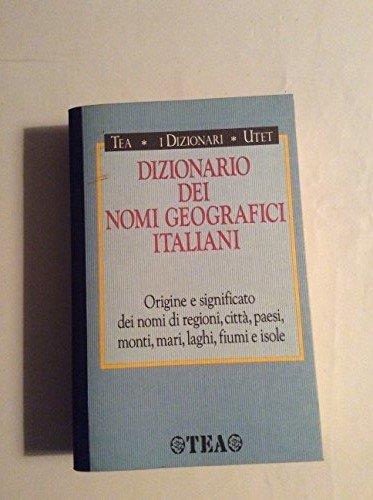 TEA * I DIZIONARI * UTET
DIZIONARIO
DEI
NOMI GEOGRAFICI
ITALIANI
Origine e significato
dei nomi di regioni, città, paesi,
monti, mari, laghi, fiumi e isole
TEA